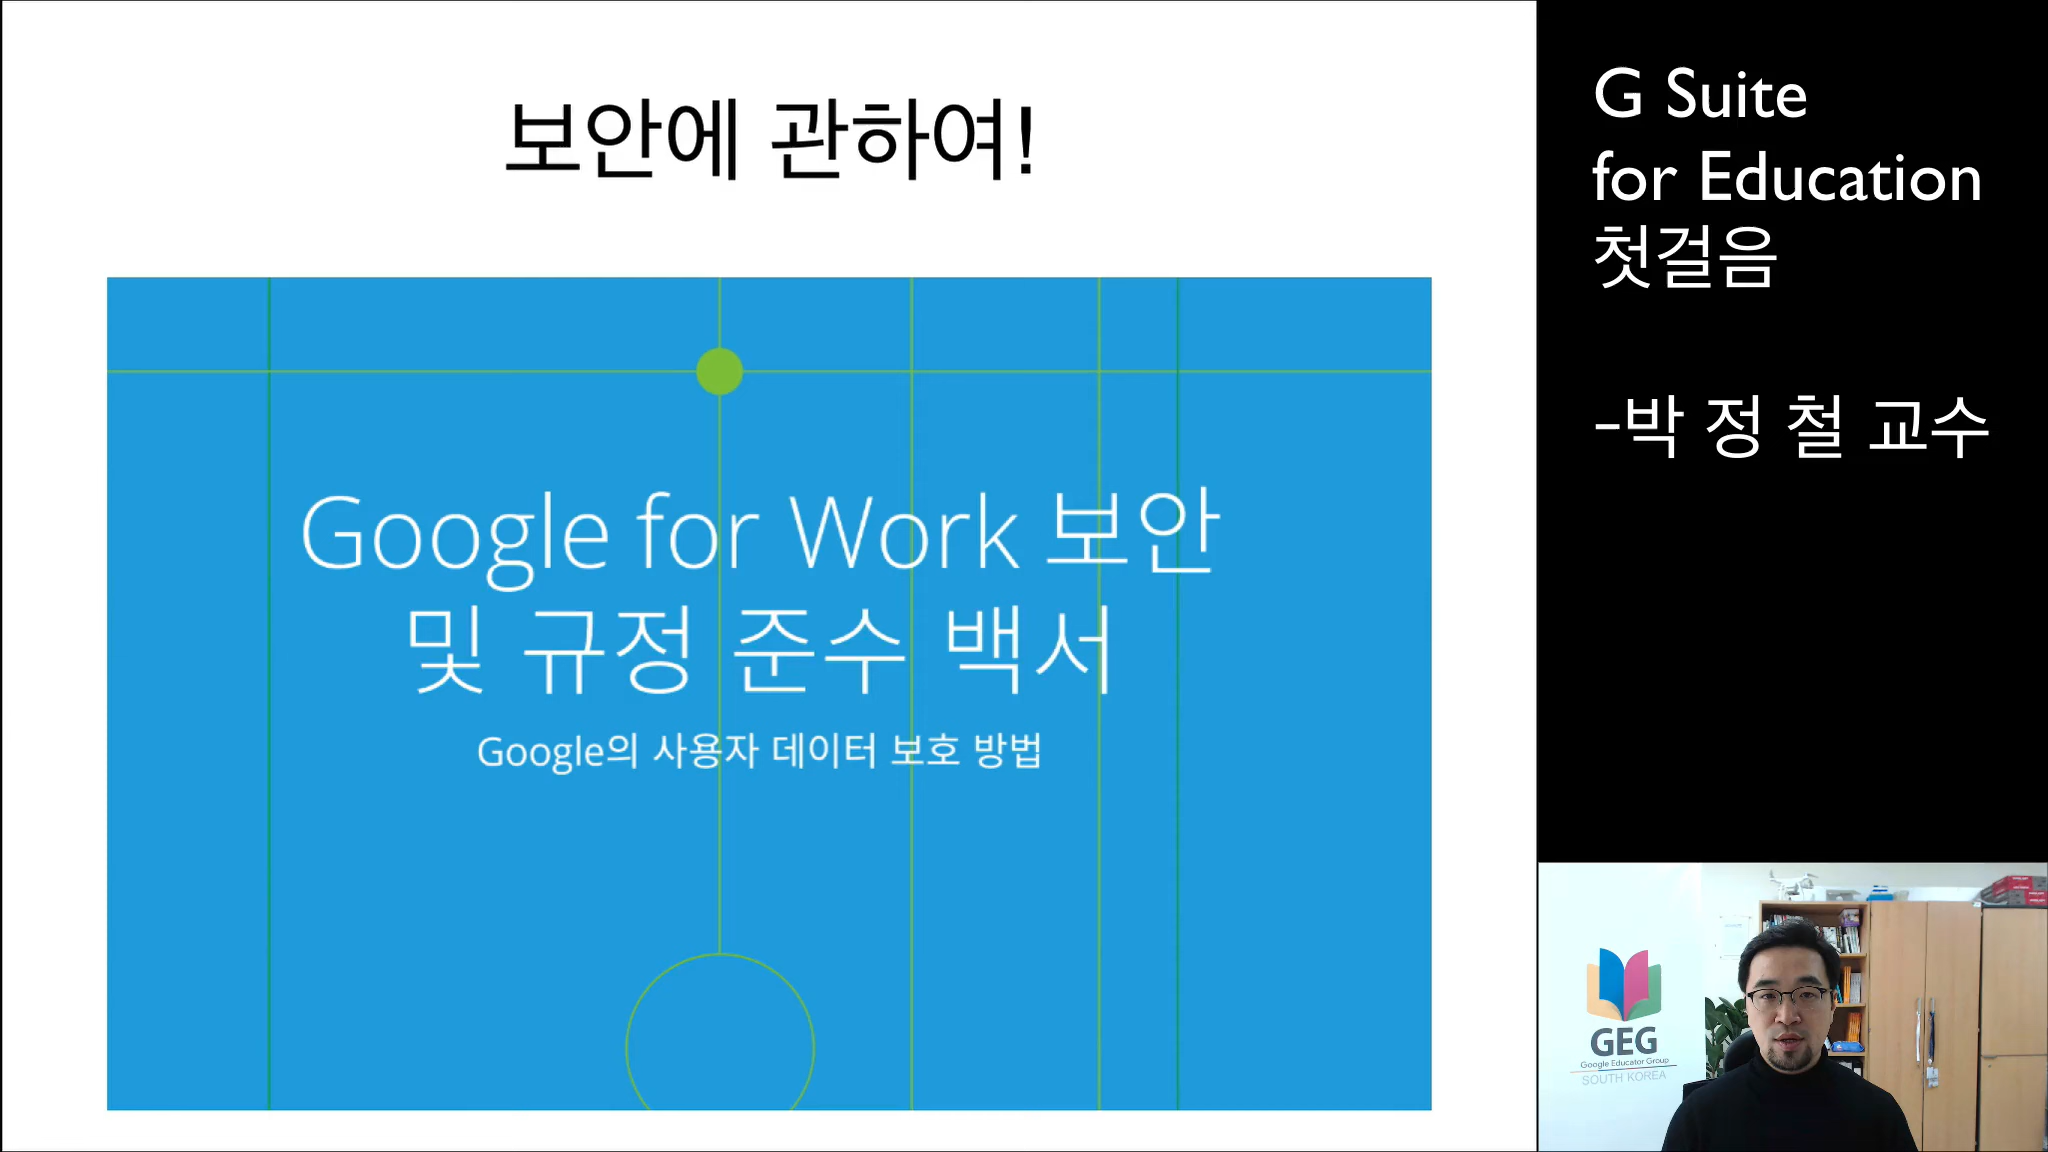 보안에 관하여!
Google for Work 보안
및 규정 준수 백서
Google의 사용자 데이터 보호 방법
G Suite
for Education
첫걸음
-박 정 철 교수
GEG
Google Educator Group
SOUTH KOREA